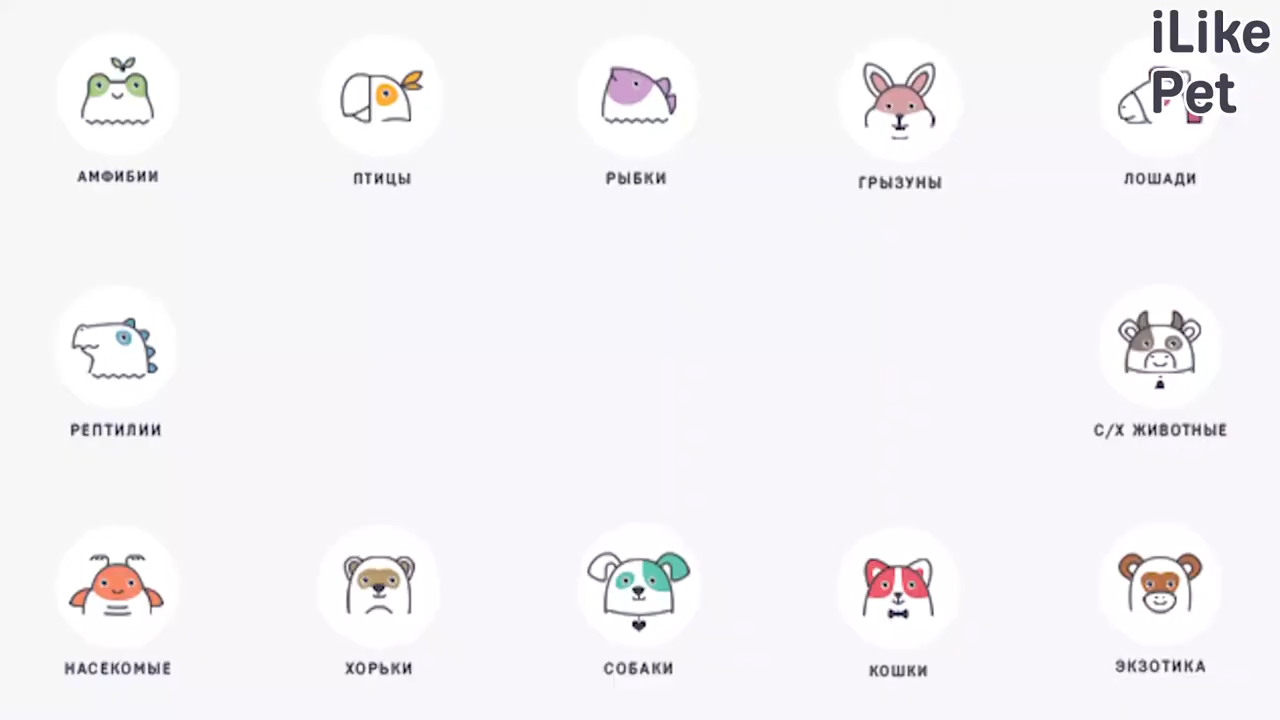 iLike
Pet
АМФИБИИ
ПТИЦЫ
РЫБКИ
ГРЫЗУНЫ
ЛОШАДИ
РЕПТИЛИИ
С/Х ЖИВОТНЫЕ
НАСЕКОМЫЕ
ХОРЬКИ
СОБАКИ
КОШКИ
ЭКЗОТИКА